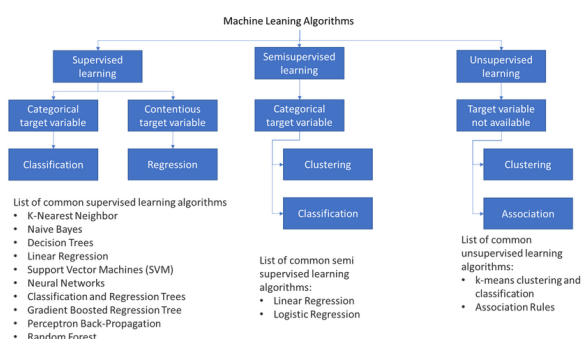 Machine Leaning Algorithms
Supervised
learning
Semisupervised
learning
Unsupervised
learning
Categorical
target variable
Contentious
target variable
Categorical
target variable
Target variable
not available
Classification
Regression
Clustering
Clustering
Classification
Association
List of common supervised learning algorithms
• K-Nearest Neighbor
• Naive Bayes
• Decision Trees
• Linear Regression
• Support Vector Machines (SVM)
• Neural Networks
• Classification and Regression Trees
• Gradient Boosted Regression Tree
• Perceptron Back-Propagation
• Random Forest
List of common semi
supervised learning
algorithms:
• Linear Regression
• Logistic Regression
List of common
unsupervised learning
algorithms:
• k-means clustering and
classification
• Association Rules